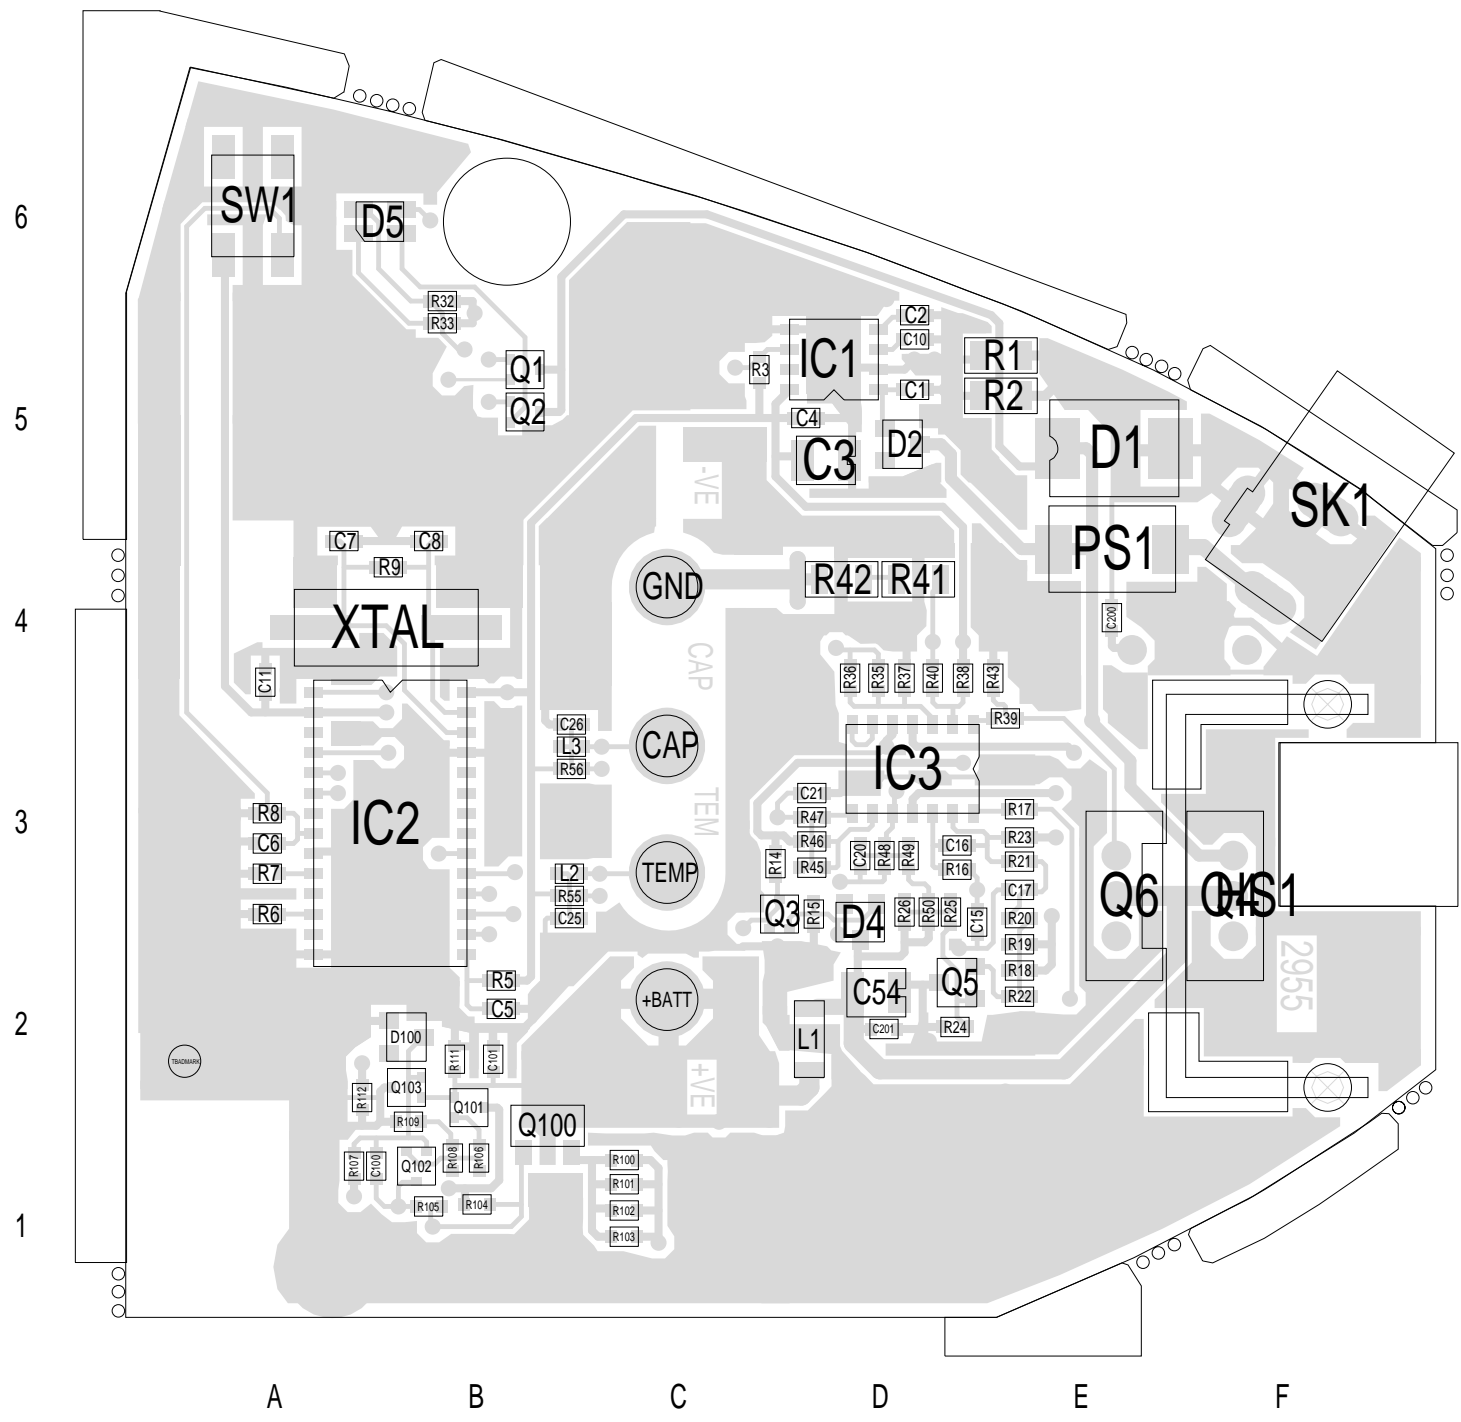 SW1
D5
6
R32
R33
C2
C10
IC1
R1
R3
Q1
C1
R2
Q2
C4
5
D2
D1
C3
-VE
SK1
C7
C8
PS1
R9
GND
R42
R41
C200
4
XTAL
CAP
C11
R36
R35
R37
R40
R38
R43
R39
C26
L3
CAP
R56
IC3
C21
R8
R47
R17
3
IC2
TEM
C6
R46
R23
C16
R14
C20
R48
R49
R21
R7
L2
TEMP
R45
R16
R55
C17
Q6
Q4
HS1
R6
C25
Q3
R15
D4
R26
R50
R25
C15
R20
R19
R18
R5
Q5
2955
C54
R22
C5
+BATT
2
D100
C201
R24
L1
TBADMARK
R111
C101
R112
Q103
Q101
+VE
R109
Q100
R107
C100
Q102
R108
R106
R100
R101
R105
R104
R102
1
R103
A
B
C
D
E
F